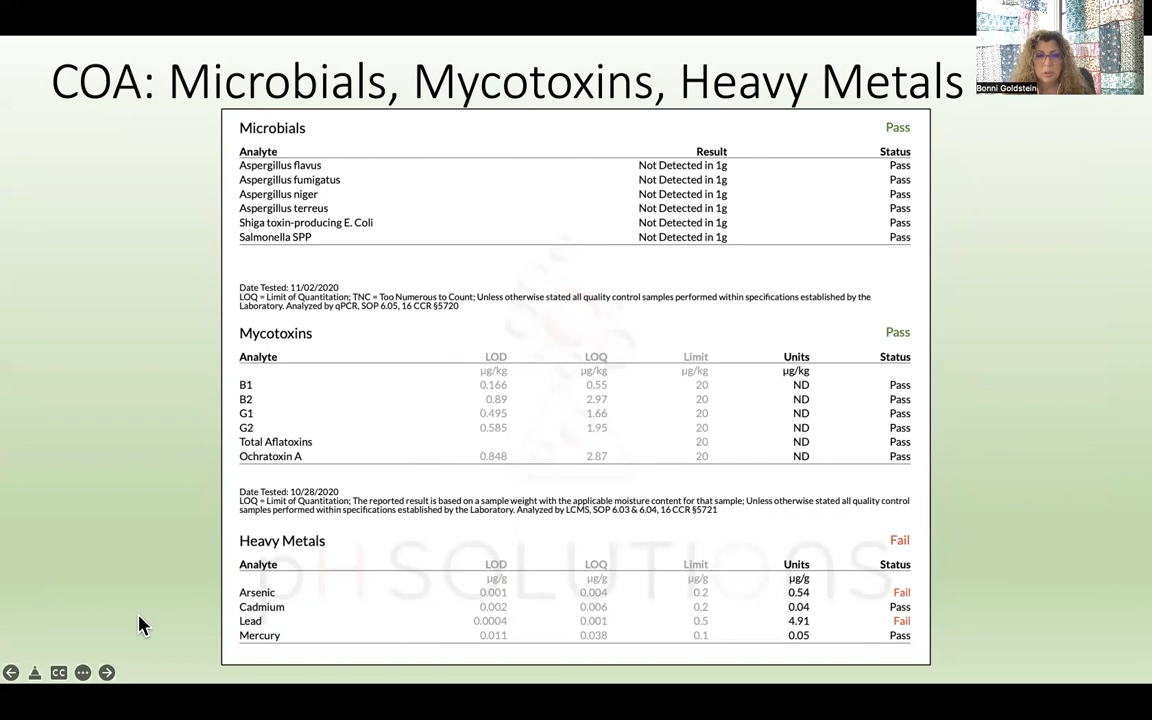 COA: Microbials, Mycotoxins, Heavy Metals
Bonni Goldstein
Microbials Pass
Analyte Result Status
Aspergillus flavus Not Detected in 1g Pass
Aspergillus fumigatus Not Detected in 1g Pass
Aspergillus niger Not Detected in 1g Pass
Aspergillus terreus Not Detected in 1g Pass
Shiga toxin-producing E. Coli Not Detected in 1g Pass
Salmonella SPP Not Detected in 1g Pass
Date Tested: 11/02/2020
LOQ = Limit of Quantitation; TNC = Too Numerous to Count; Unless otherwise stated all quality control samples performed within specifications established by the
Laboratory. Analyzed by qPCR, SOP 6.05, 16 CCR §5720
Mycotoxins Pass
Analyte LOD LOQ Limit Units Status
µg/kg µg/kg µg/kg µg/kg
B1 0.166 0.55 20 ND Pass
B2 0.89 2.97 20 ND Pass
G1 0.495 1.66 20 ND Pass
G2 0.585 1.95 20 ND Pass
Total Aflatoxins 20 ND Pass
Ochratoxin A 0.848 2.87 20 ND Pass
Date Tested: 10/28/2020
LOQ = Limit of Quantitation; The reported result is based on a sample weight with the applicable moisture content for that sample; Unless otherwise stated all quality control
samples performed within specifications established by the Laboratory. Analyzed by LCMS, SOP 6.03 & 6.04, 16 CCR §5721
Heavy Metals Fail
pH SOLUTIONS
Analyte LOD LOQ Limit Units Status
µg/g µg/g µg/g µg/g
Arsenic 0.001 0.004 0.2 0.54 Fail
Cadmium 0.002 0.006 0.2 0.04 Pass
Lead 0.0004 0.001 0.5 4.91 Fail
Mercury 0.011 0.038 0.1 0.05 Pass
CC